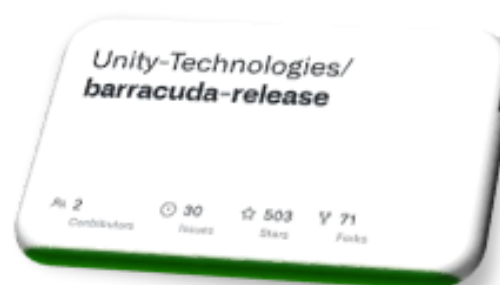 Unity-Technologies/
barracuda-release
2 30 503 71
Contributors Issues Stars Forks